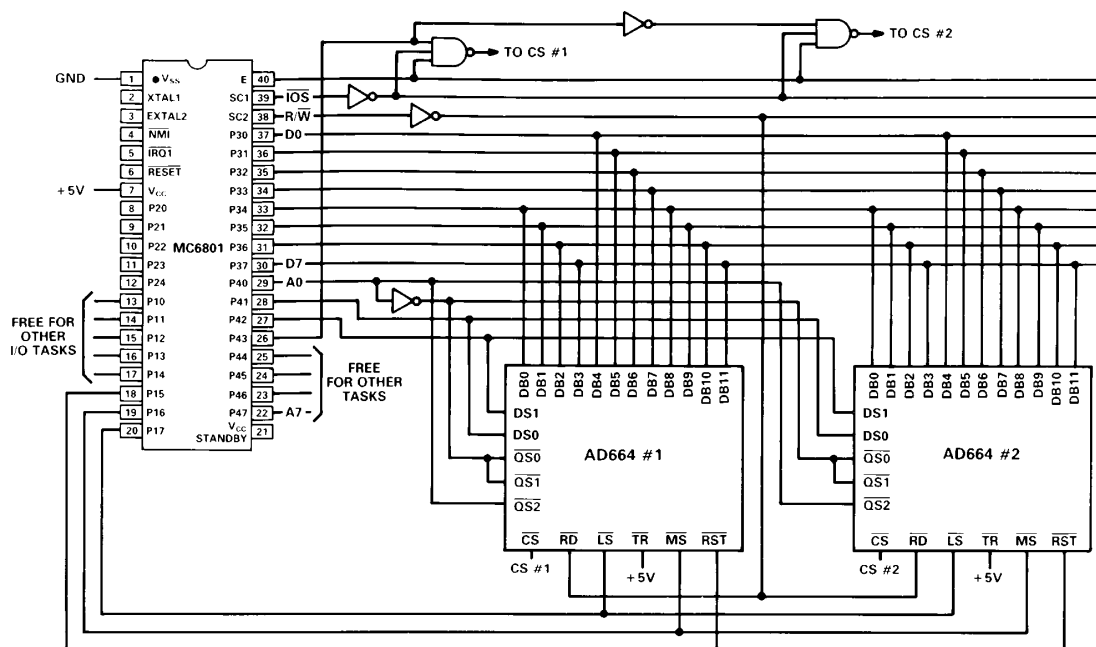 TO CS #1
TO CS #2
GND
1 VSS
2 XTAL1
3 EXTAL2
4 NMI
5 IRQ1
6 RESET
+5V
7 VCC
8 P20
9 P21
10 P22
11 P23
12 P24
13 P10
14 P11
15 P12
16 P13
17 P14
18 P15
19 P16
20 P17
MC6801
E 40
SC1 39 IOS
SC2 38 R/W
P30 37 D0
P31 36
P32 35
P33 34
P34 33
P35 32
P36 31
P37 30 D7
P40 29 A0
P41 28
P42 27
P43 26
P44 25
P45 24
P46 23
P47 22 A7
VCC
STANDBY 21
FREE FOR
OTHER
I/O TASKS
FREE
FOR OTHER
TASKS
DB0 DB1 DB2 DB3 DB4 DB5 DB6 DB7 DB8 DB9 DB10 DB11
DS1
DS0
QS0
QS1
QS2
AD664 #1
CS RD LS TR MS RST
CS #1
+5V
DB0 DB1 DB2 DB3 DB4 DB5 DB6 DB7 DB8 DB9 DB10 DB11
DS1
DS0
QS0
QS1
QS2
AD664 #2
CS RD LS TR MS RST
CS #2
+5V